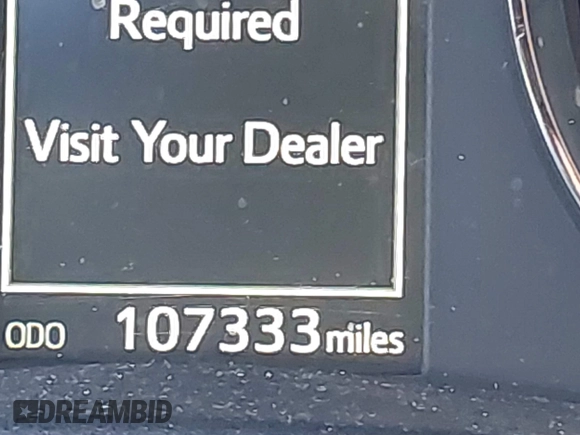 Required
Visit Your Dealer
ODO 107333 miles
DREAMBID